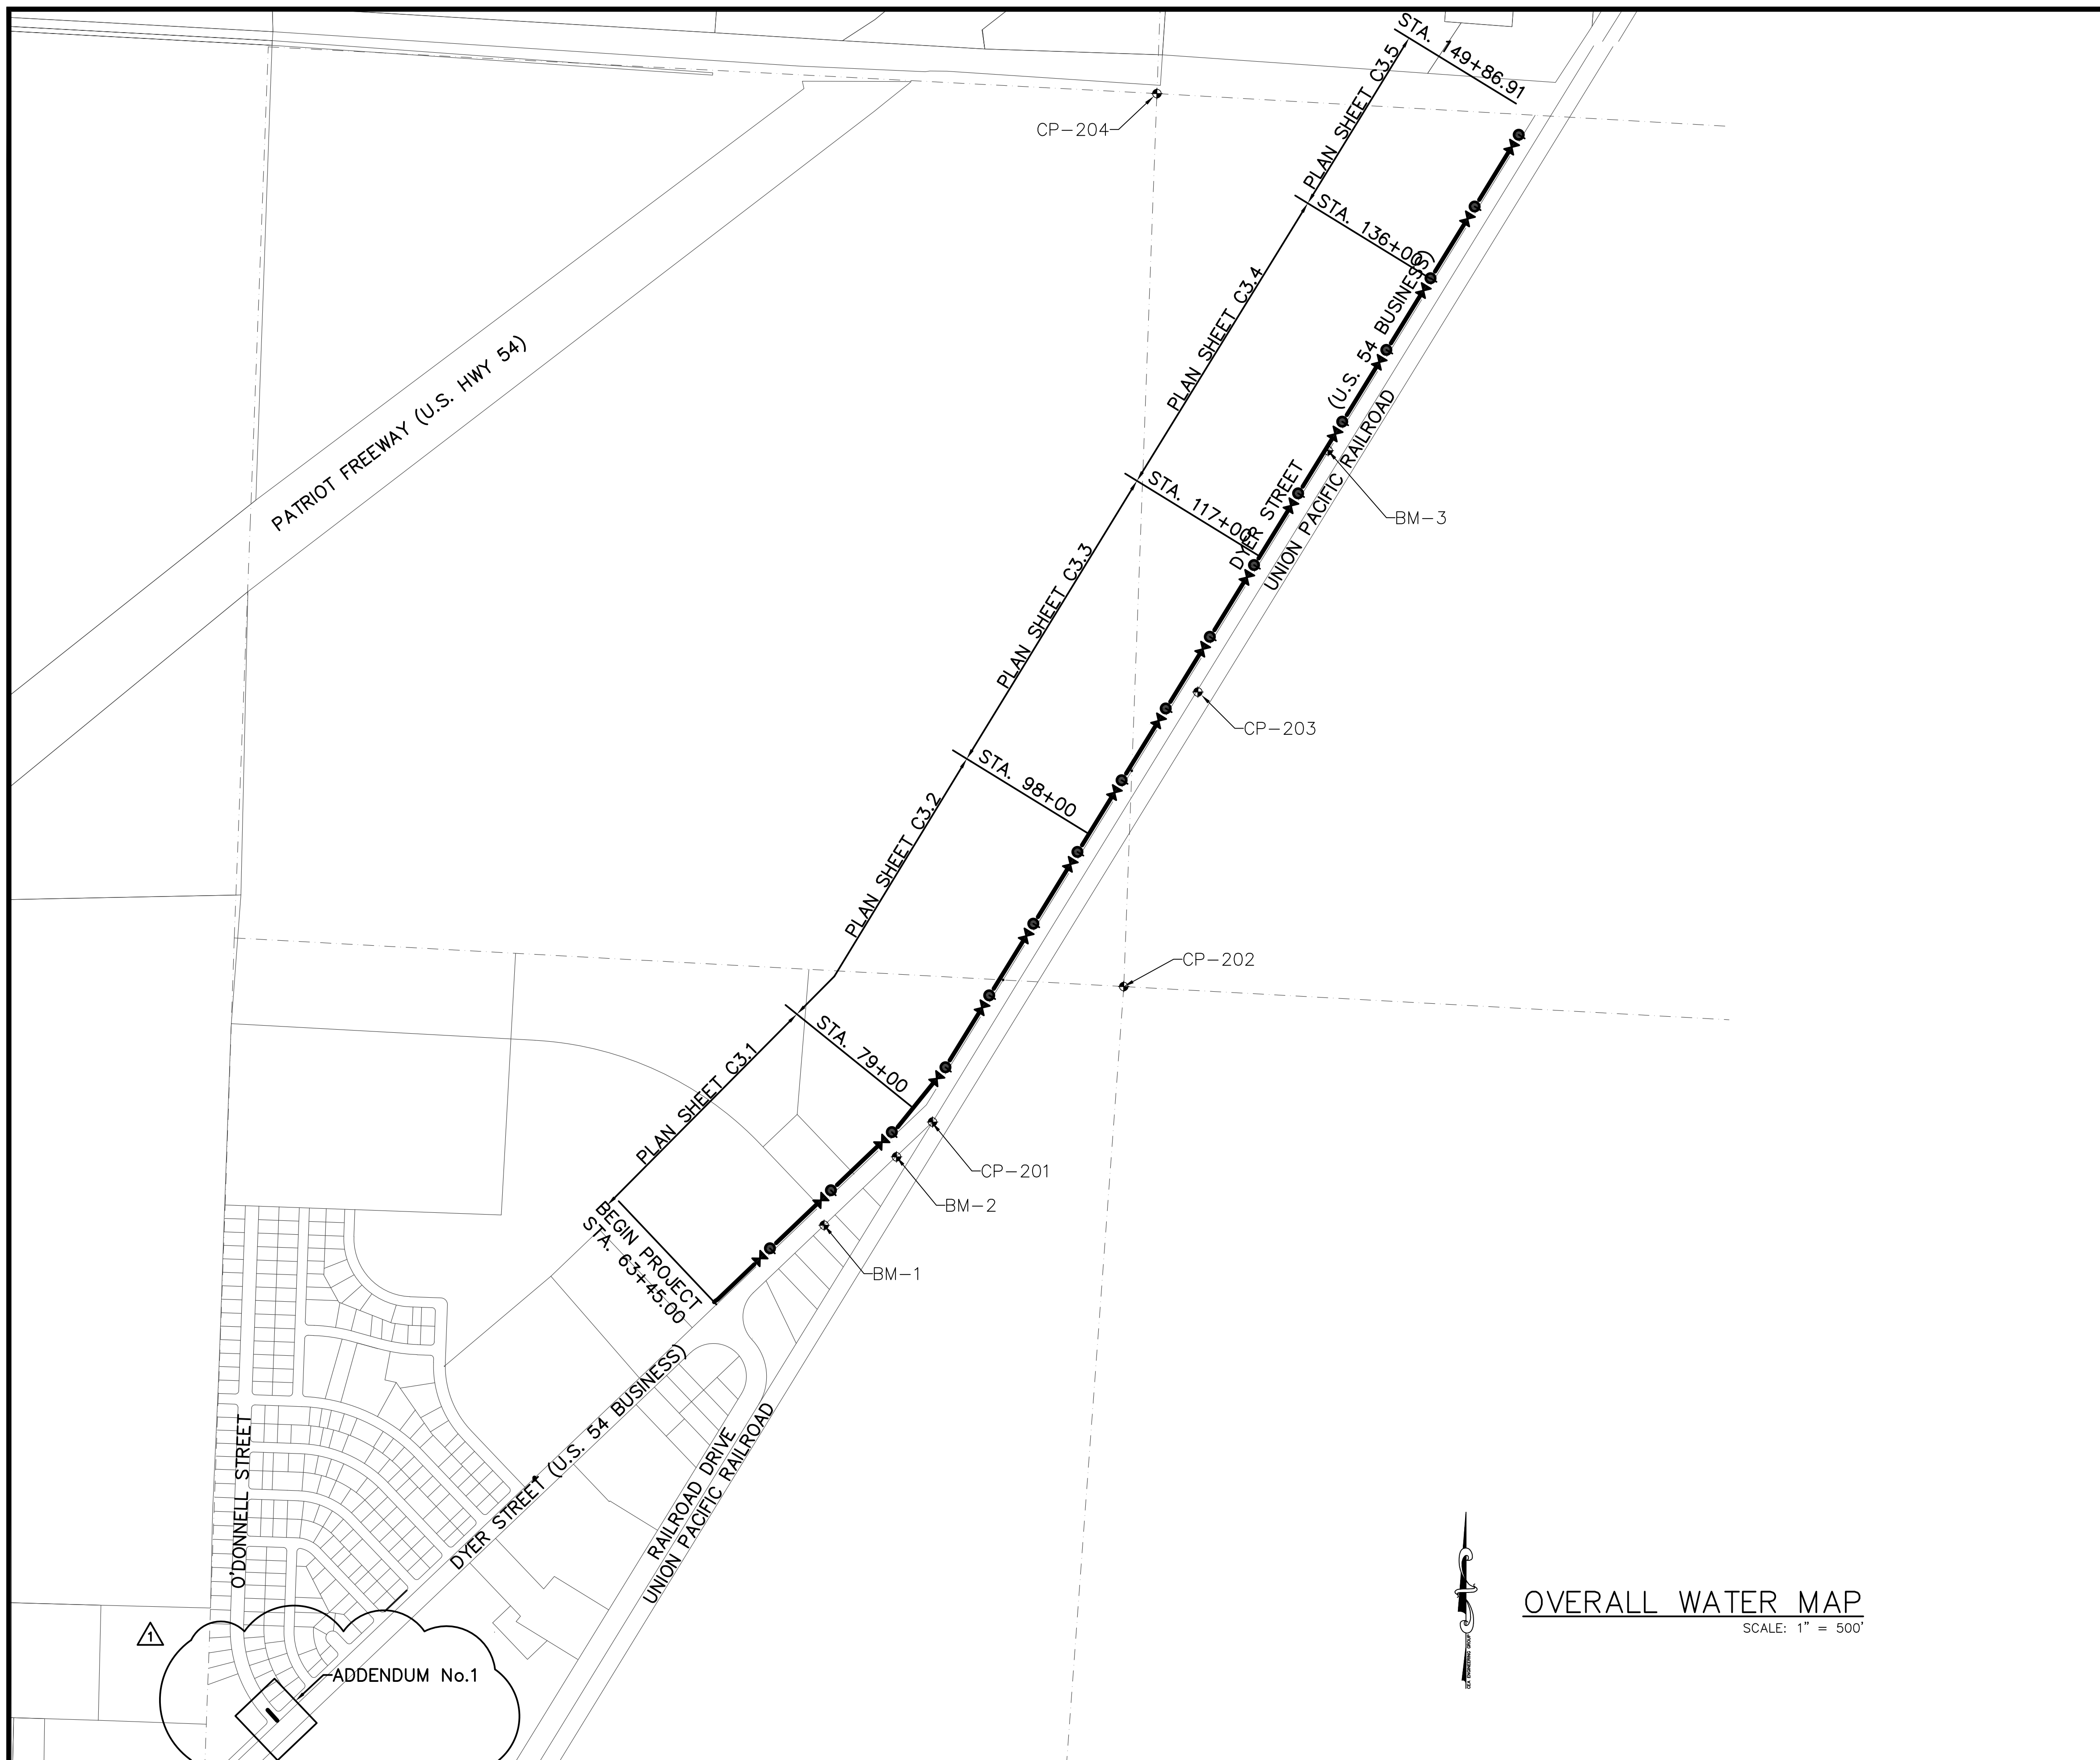 STA. 149+86.91
PLAN SHEET C3.5
CP-204
STA. 136+00
PLAN SHEET C3.4
(U.S. 54 BUSINESS)
PATRIOT FREEWAY (U.S. HWY 54)
UNION PACIFIC RAILROAD
DYER STREET
BM-3
STA. 117+00
PLAN SHEET C3.3
CP-203
STA. 98+00
PLAN SHEET C3.2
CP-202
STA. 79+00
PLAN SHEET C3.1
CP-201
BM-2
BM-1
BEGIN PROJECT
STA. 63+45.00
DYER STREET (U.S. 54 BUSINESS)
RAILROAD DRIVE
UNION PACIFIC RAILROAD
O'DONNELL STREET
1
ADDENDUM No.1
CEA ENGINEERING GROUP
OVERALL WATER MAP
SCALE: 1" = 500'